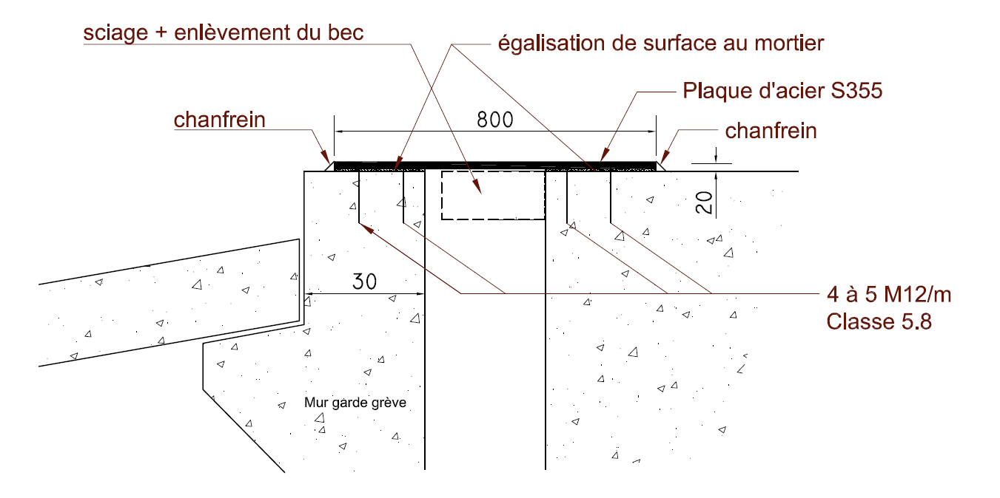 sciage + enlèvement du bec
égalisation de surface au mortier
Plaque d'acier S355
chanfrein
800
chanfrein
20
30
4 à 5 M12/m
Classe 5.8
Mur garde grève